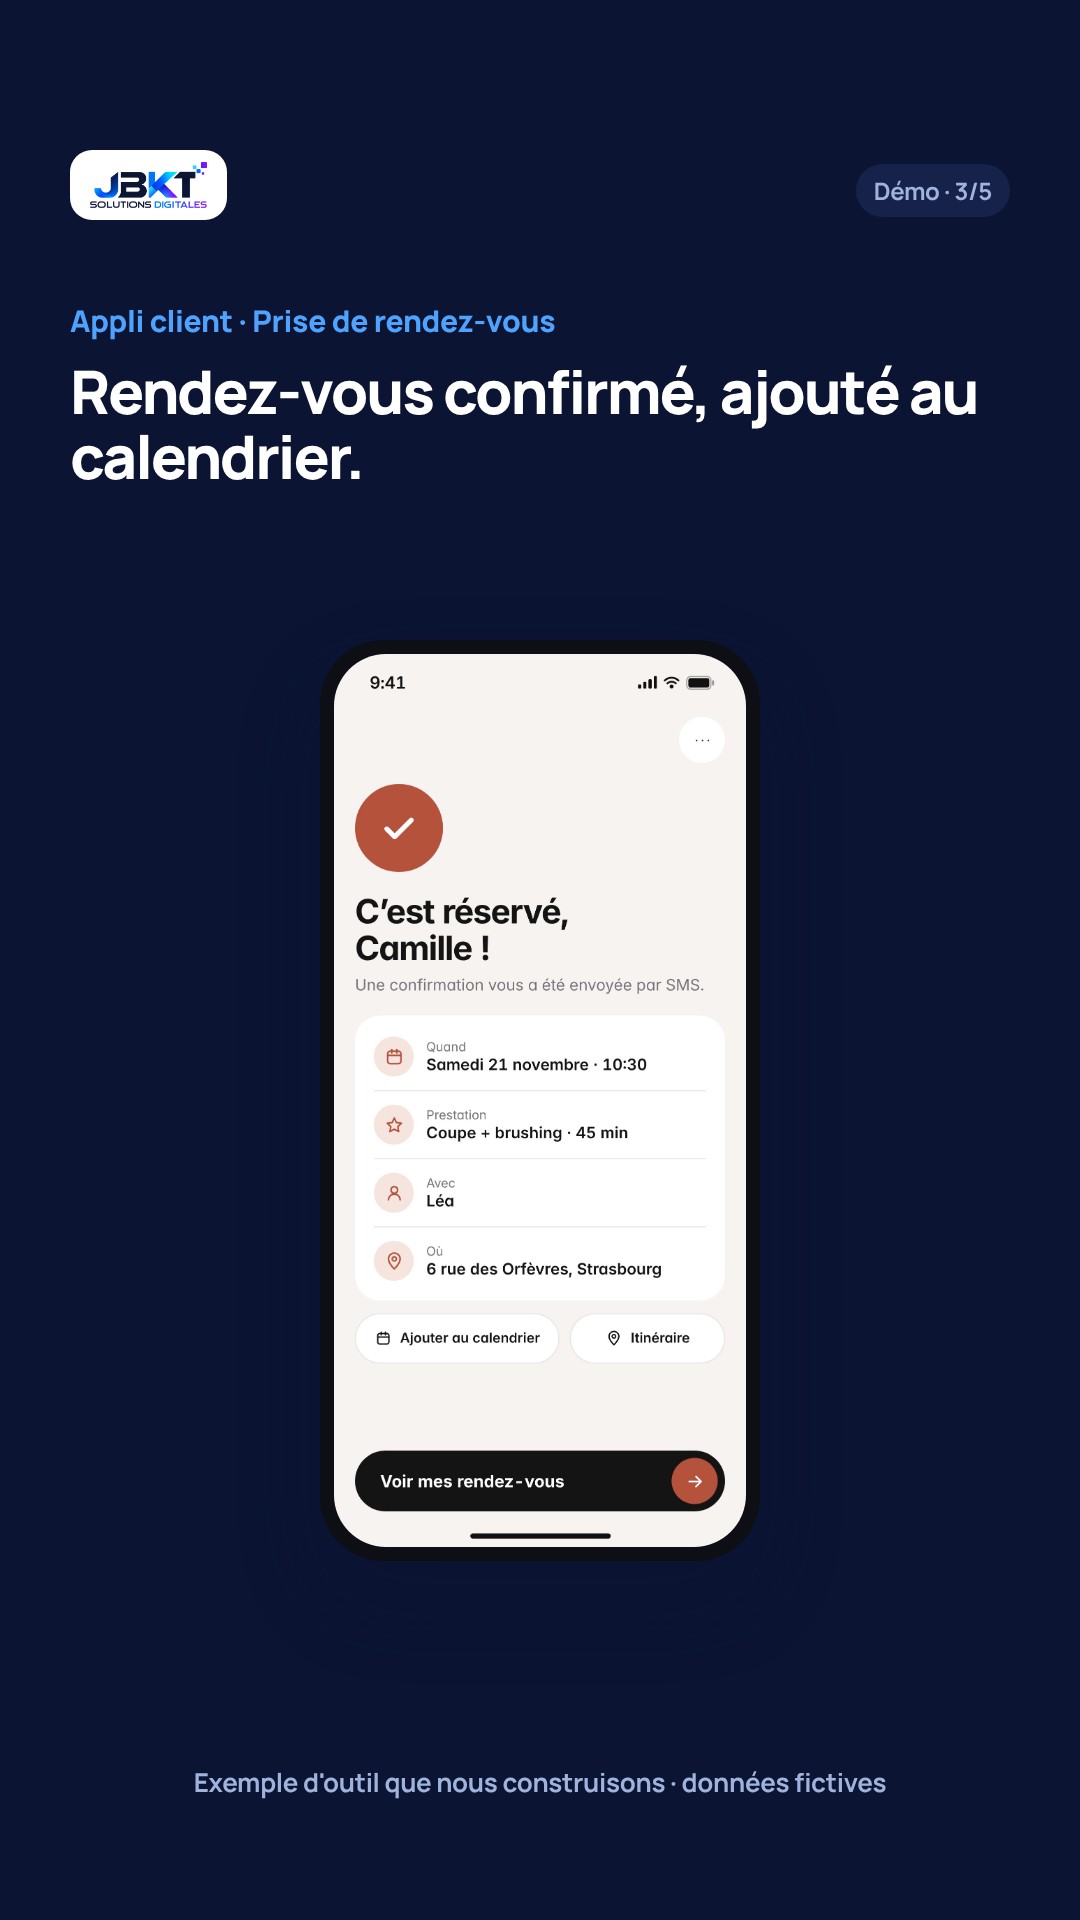 JBKT
SOLUTIONS DIGITALES
Démo · 3/5
Appli client · Prise de rendez-vous
Rendez-vous confirmé, ajouté au
calendrier.
9:41
C’est réservé,
Camille !
Une confirmation vous a été envoyée par SMS.
Quand
Samedi 21 novembre · 10:30
Prestation
Coupe + brushing · 45 min
Avec
Léa
Où
6 rue des Orfèvres, Strasbourg
Ajouter au calendrier
Itinéraire
Voir mes rendez-vous
Exemple d'outil que nous construisons · données fictives